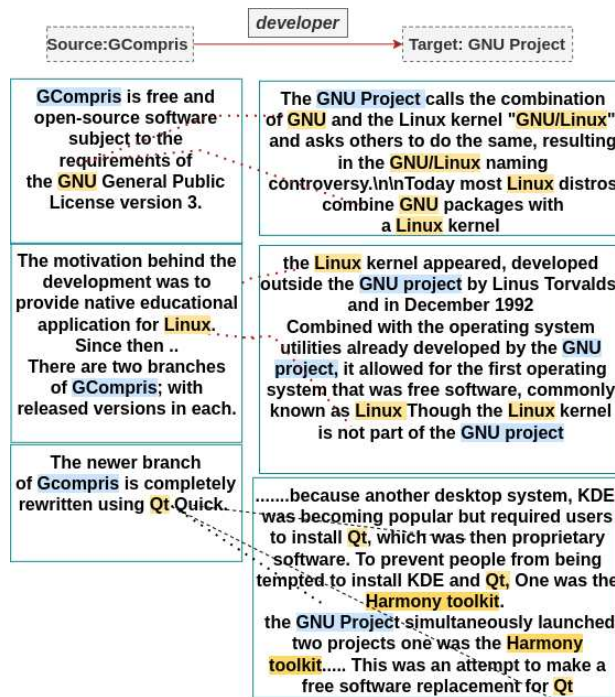 developer
Source:GCompris
Target: GNU Project
GCompris is free and
open-source software
subject to the
requirements of
the GNU General Public
License version 3.
The motivation behind the
development was to
provide native educational
application for Linux.
Since then ..
There are two branches
of GCompris; with
released versions in each.
The newer branch
of Gcompris is completely
rewritten using Qt Quick.
The GNU Project calls the combination
of GNU and the Linux kernel "GNU/Linux"
and asks others to do the same, resulting
in the GNU/Linux naming
controversy.\n\nToday most Linux distros
combine GNU packages with
a Linux kernel
the Linux kernel appeared, developed
outside the GNU project by Linus Torvalds
and in December 1992
Combined with the operating system
utilities already developed by the GNU
project, it allowed for the first operating
system that was free software, commonly
known as Linux Though the Linux kernel
is not part of the GNU project
.......because another desktop system, KDE
was becoming popular but required users
to install Qt, which was then proprietary
software. To prevent people from being
tempted to install KDE and Qt, One was the
Harmony toolkit.
the GNU Project simultaneously launched
two projects one was the Harmony
toolkit..... This was an attempt to make a
free software replacement for Qt